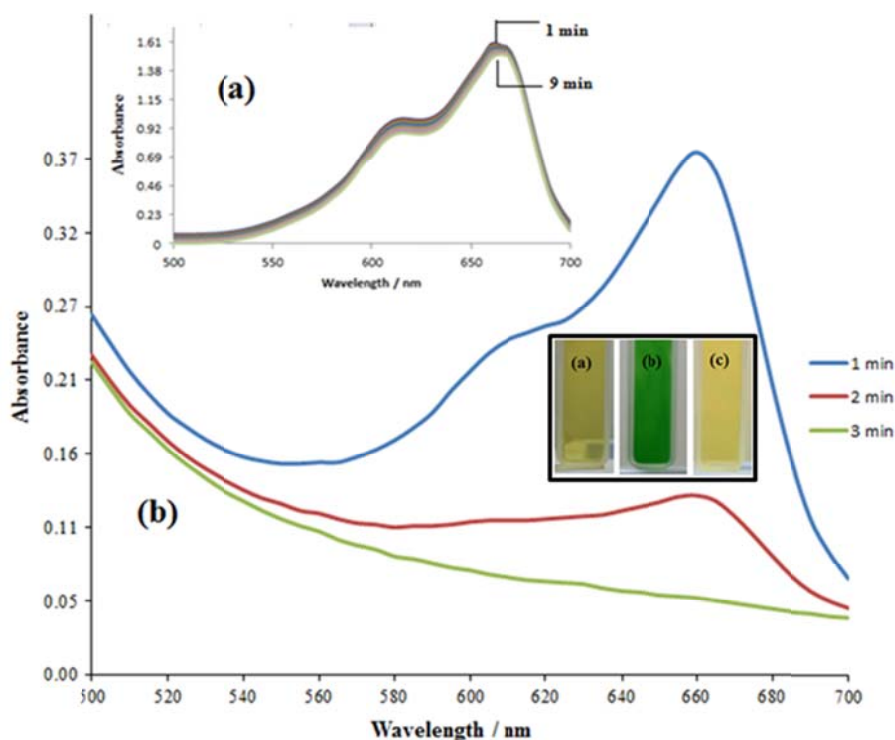 1.61
1.38
1.15
0.92
0.69
0.46
0.23
0
Absorbance
(a)
1 min
9 min
500 550 600 650 700
Wavelength / nm
0.37
0.32
0.27
0.21
0.16
0.11
0.05
0.00
Absorbance
(a) (b) (c)
1 min
2 min
3 min
(b)
500 520 540 560 580 600 620 640 660 680 700
Wavelength / nm